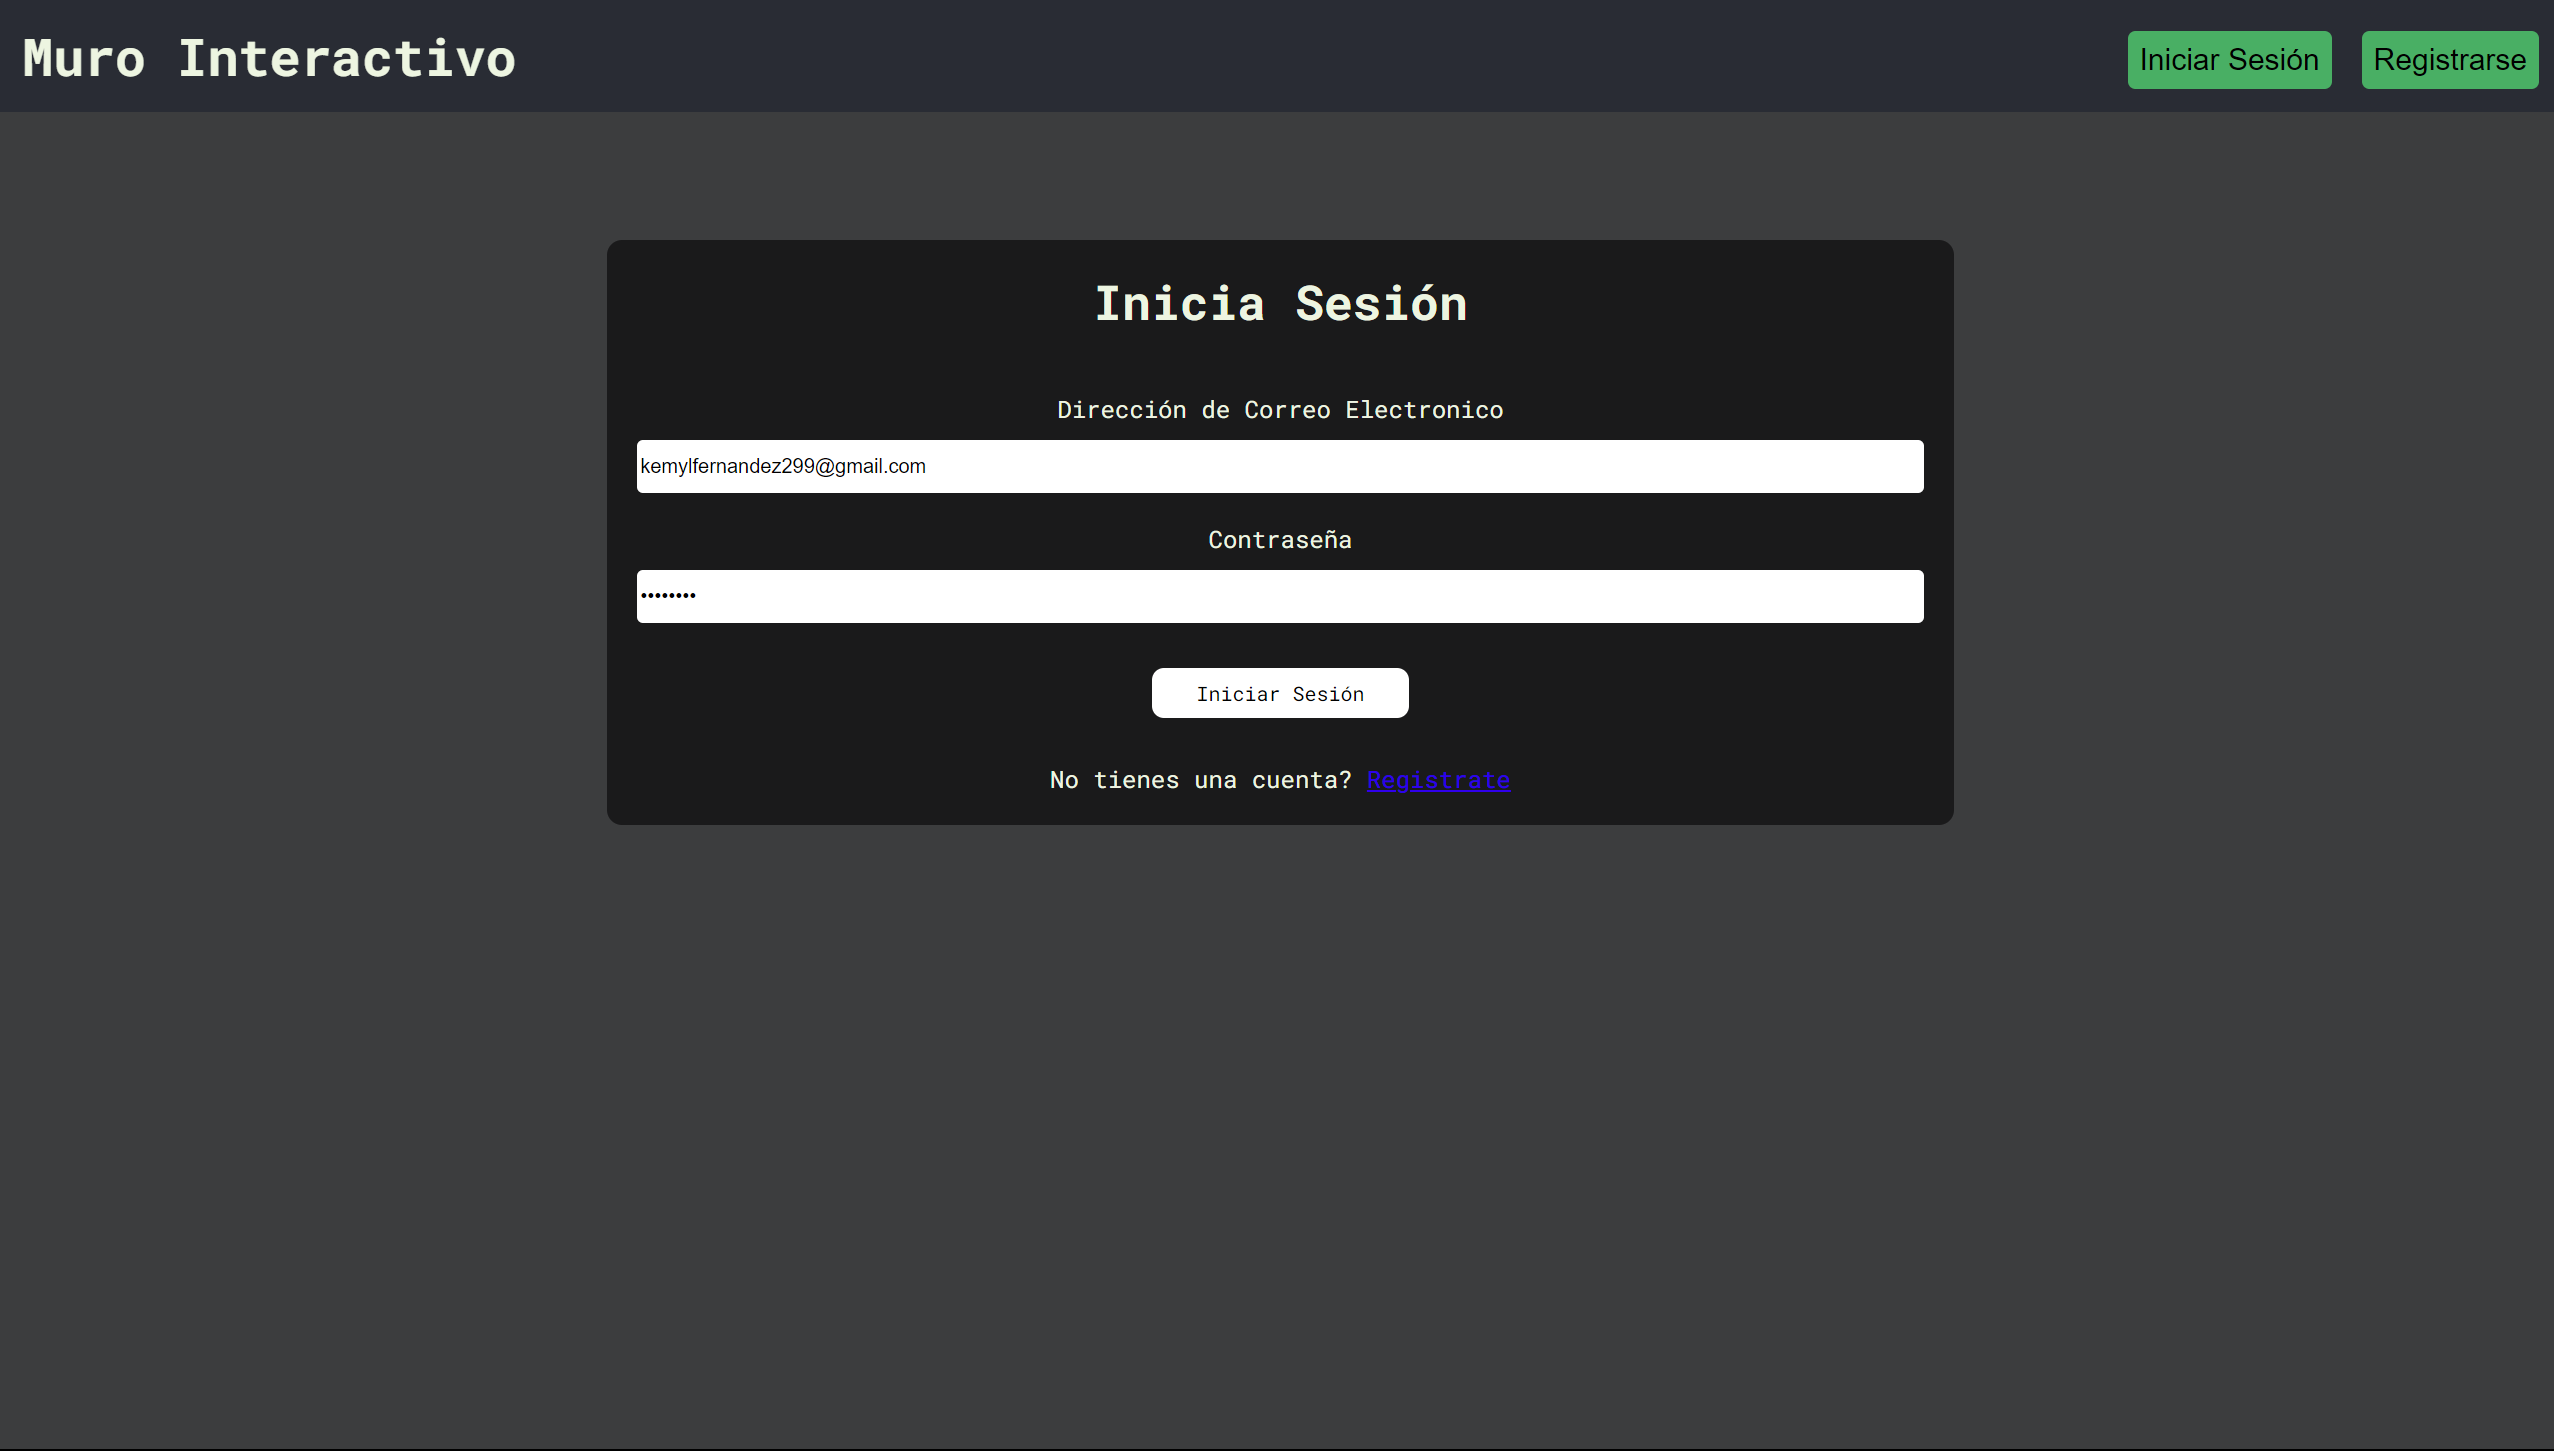 Muro Interactivo
Iniciar Sesión
Registrarse
Inicia Sesión
Dirección de Correo Electronico
kemylfernandez299@gmail.com
Contraseña
••••••••
Iniciar Sesión
No tienes una cuenta? Registrate